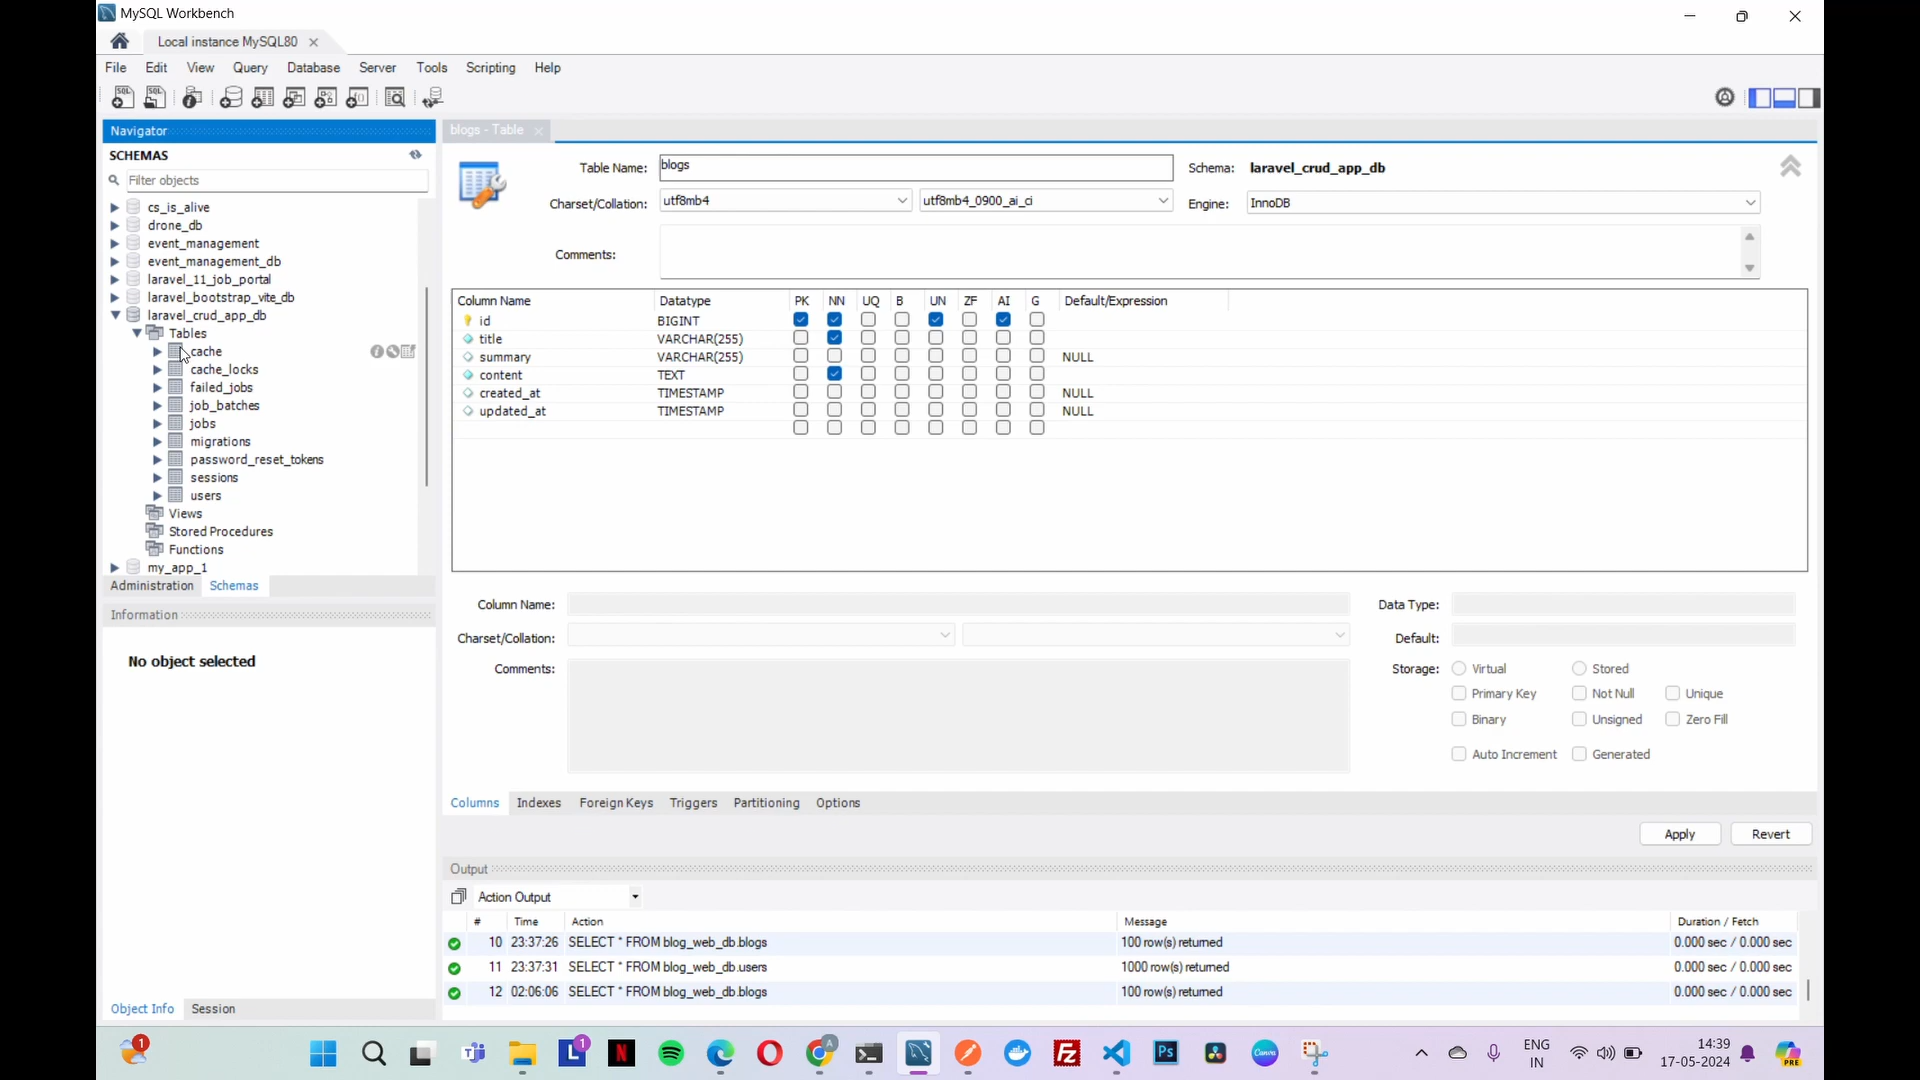 MySQL Workbench
Local instance MySQL80
File Edit View Query Database Server Tools Scripting Help
Navigator
SCHEMAS
Filter objects
cs_is_alive
drone_db
event_management
event_management_db
laravel_11_job_portal
laravel_bootstrap_vite_db
laravel_crud_app_db
Tables
cache
cache_locks
failed_jobs
job_batches
jobs
migrations
password_reset_tokens
sessions
users
Views
Stored Procedures
Functions
my_app_1
Administration Schemas
Information
No object selected
Object Info Session
blogs - Table
Table Name: blogs Schema: laravel_crud_app_db
Charset/Collation: utf8mb4 utf8mb4_0900_ai_ci Engine: InnoDB
Comments:
Column Name Datatype PK NN UQ B UN ZF AI G Default/Expression
id BIGINT
title VARCHAR(255)
summary VARCHAR(255) NULL
content TEXT
created_at TIMESTAMP NULL
updated_at TIMESTAMP NULL
Column Name: Data Type:
Charset/Collation: Default:
Comments: Storage: Virtual Stored
Primary Key Not Null Unique
Binary Unsigned Zero Fill
Auto Increment Generated
Columns Indexes Foreign Keys Triggers Partitioning Options
Apply Revert
Output
Action Output
# Time Action Message Duration / Fetch
10 23:37:26 SELECT * FROM blog_web_db.blogs 100 row(s) returned 0.000 sec / 0.000 sec
11 23:37:31 SELECT * FROM blog_web_db.users 1000 row(s) returned 0.000 sec / 0.000 sec
12 02:06:06 SELECT * FROM blog_web_db.blogs 100 row(s) returned 0.000 sec / 0.000 sec
ENG
IN
14:39
17-05-2024